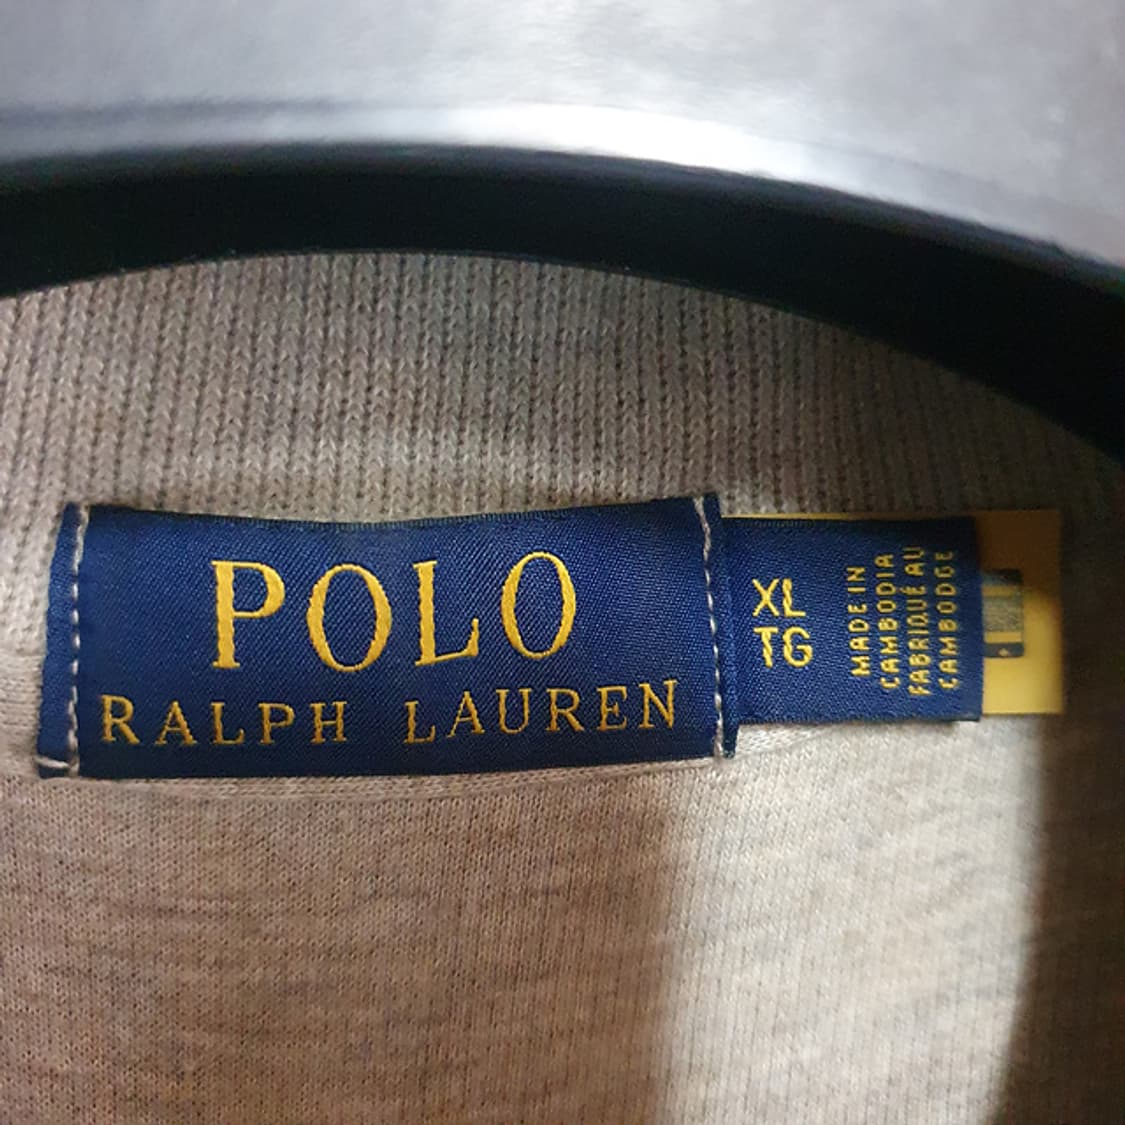 POLO
RALPH LAUREN
XL
TG
MADE IN
CAMBODIA
FABRIQUÉ AU
CAMBODGE